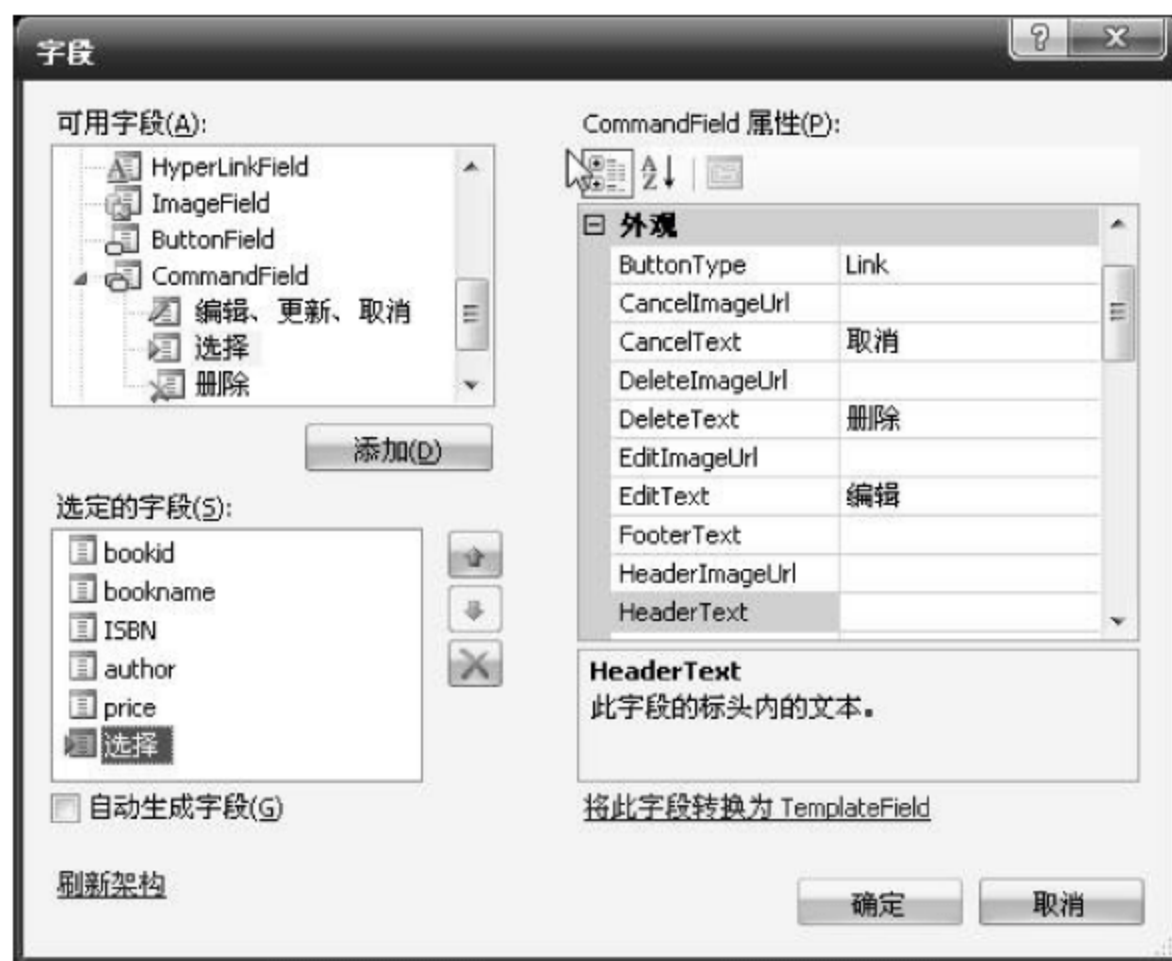 字段
可用字段(A):
HyperLinkField
ImageField
ButtonField
CommandField
编辑、更新、取消
选择
删除
添加(D)
选定的字段(S):
bookid
bookname
ISBN
author
price
选择
自动生成字段(G)
刷新架构
CommandField 属性(P):
外观
ButtonType Link
CancelImageUrl
CancelText 取消
DeleteImageUrl
DeleteText 删除
EditImageUrl
EditText 编辑
FooterText
HeaderImageUrl
HeaderText
HeaderText
此字段的标头内的文本。
将此字段转换为 TemplateField
确定
取消